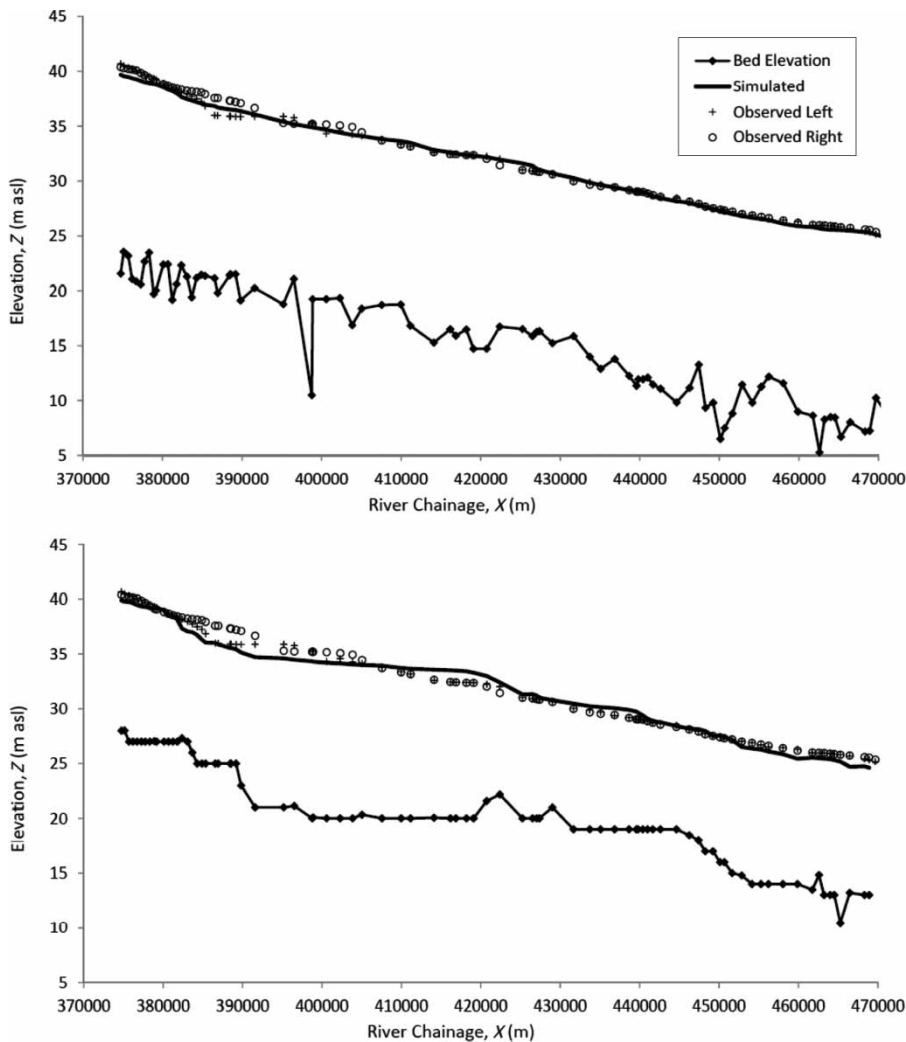 45
40
35
30
25
20
15
10
5
Elevation, Z (m asl)
Bed Elevation
Simulated
Observed Left
Observed Right
370000 380000 390000 400000 410000 420000 430000 440000 450000 460000 470000
River Chainage, X (m)
45
40
35
30
25
20
15
10
5
Elevation, Z (m asl)
370000 380000 390000 400000 410000 420000 430000 440000 450000 460000 470000
River Chainage, X (m)